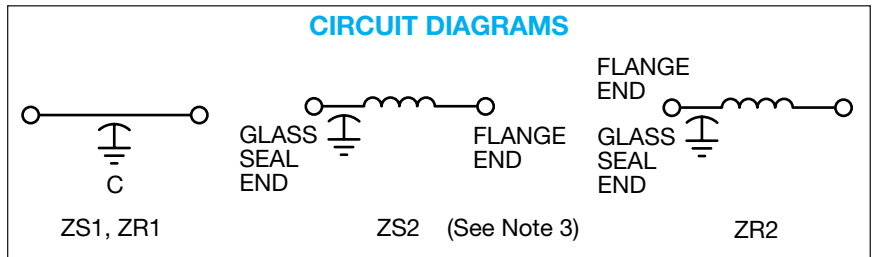 CIRCUIT DIAGRAMS
C
ZS1, ZR1
GLASS
SEAL
END
FLANGE
END
ZS2 (See Note 3)
FLANGE
END
GLASS
SEAL
END
ZR2